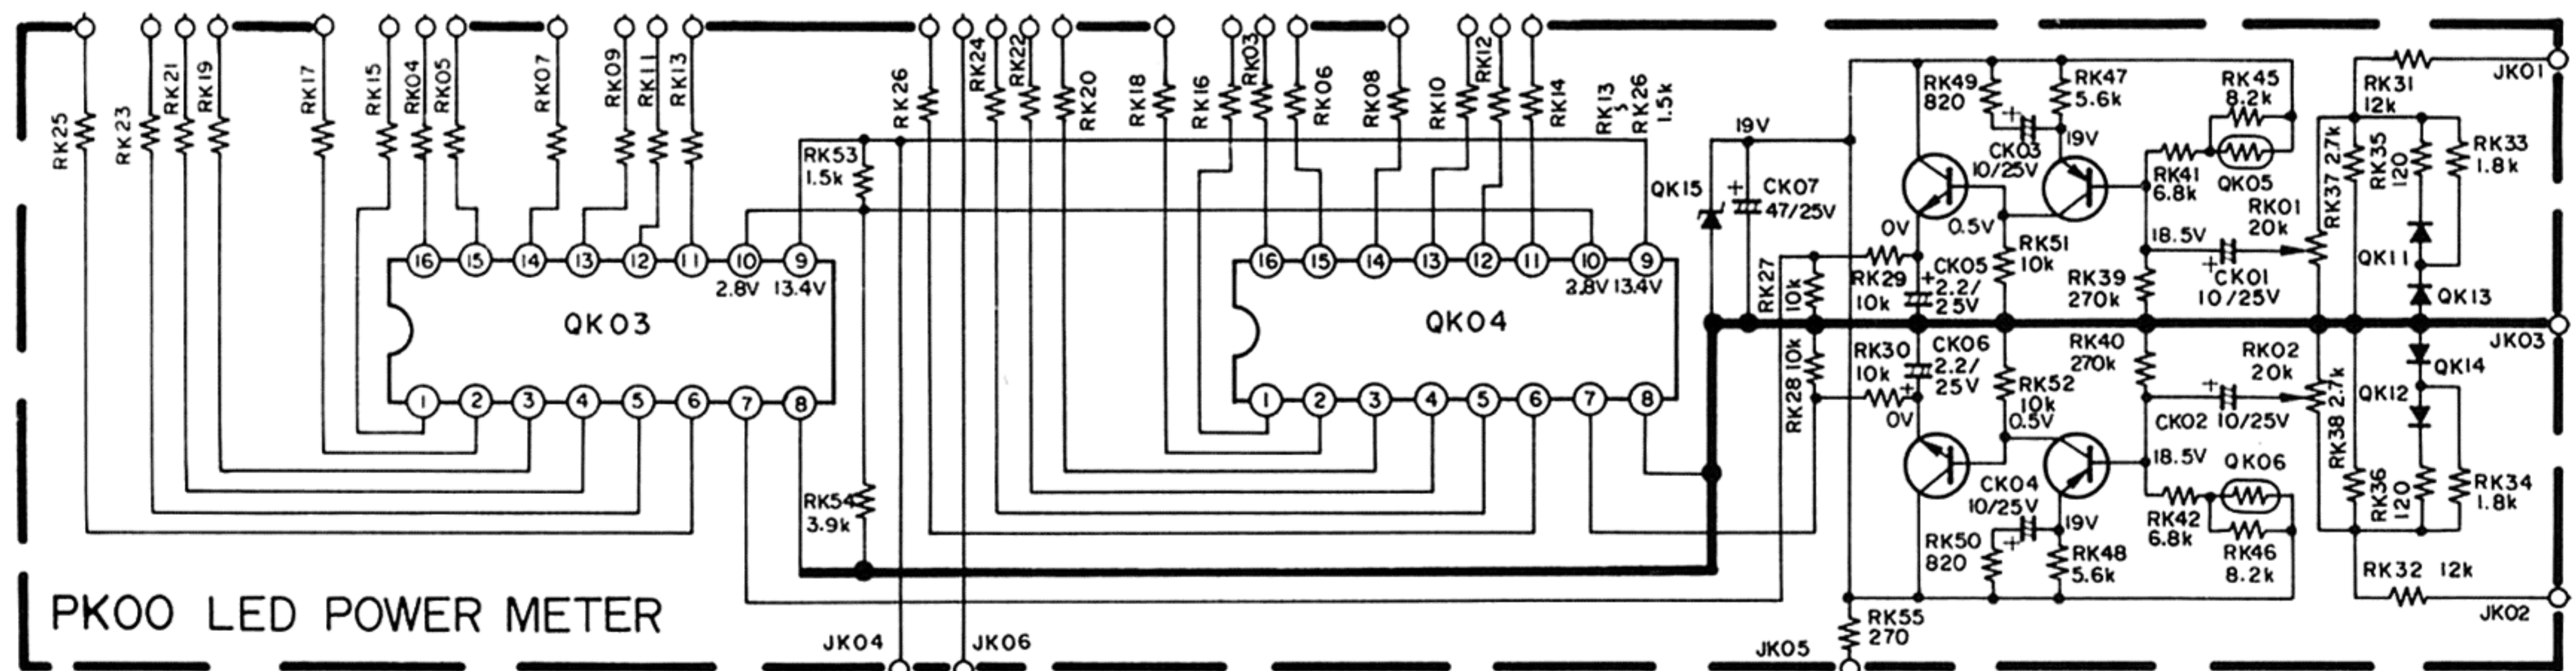 RK25
RK23
RK21
RK19
RK17
RK15
RK04
RK05
RK07
RK09
RK11
RK13
RK26
RK24
RK22
RK20
RK18
RK16
RK03
RK06
RK08
RK10
RK12
RK14
RK13
RK26
1.5k
RK53
1.5k
16 15 14 13 12 11 10 9
2.8V 13.4V
QK03
1 2 3 4 5 6 7 8
RK54
3.9k
16 15 14 13 12 11 10 9
2.8V 13.4V
QK04
1 2 3 4 5 6 7 8
19V
QK15
+
CK07
47/25V
RK27
10k
RK28
10k
RK49
820
+
CK03
10/25V
RK47
5.6k
19V
RK45
8.2k
RK41
6.8k
QK05
RK01
20k
RK37 2.7k
RK31
12k
JK01
RK35
120
RK33
1.8k
0V
0.5V
RK29
10k
CK05
+
2.2/
25V
RK51
10k
18.5V
RK39
270k
+
CK01
10/25V
QK11
QK13
JK03
RK30
10k
CK06
2.2/
25V
+
0V
RK52
10k
0.5V
RK40
270k
+
CK02 10/25V
RK02
20k
RK38 2.7k
QK12
QK14
18.5V
QK06
CK04
10/25V
+
19V
RK50
820
RK48
5.6k
RK42
6.8k
RK46
8.2k
RK36
120
RK34
1.8k
RK32 12k
JK02
PK00 LED POWER METER
JK04
JK06
JK05
RK55
270